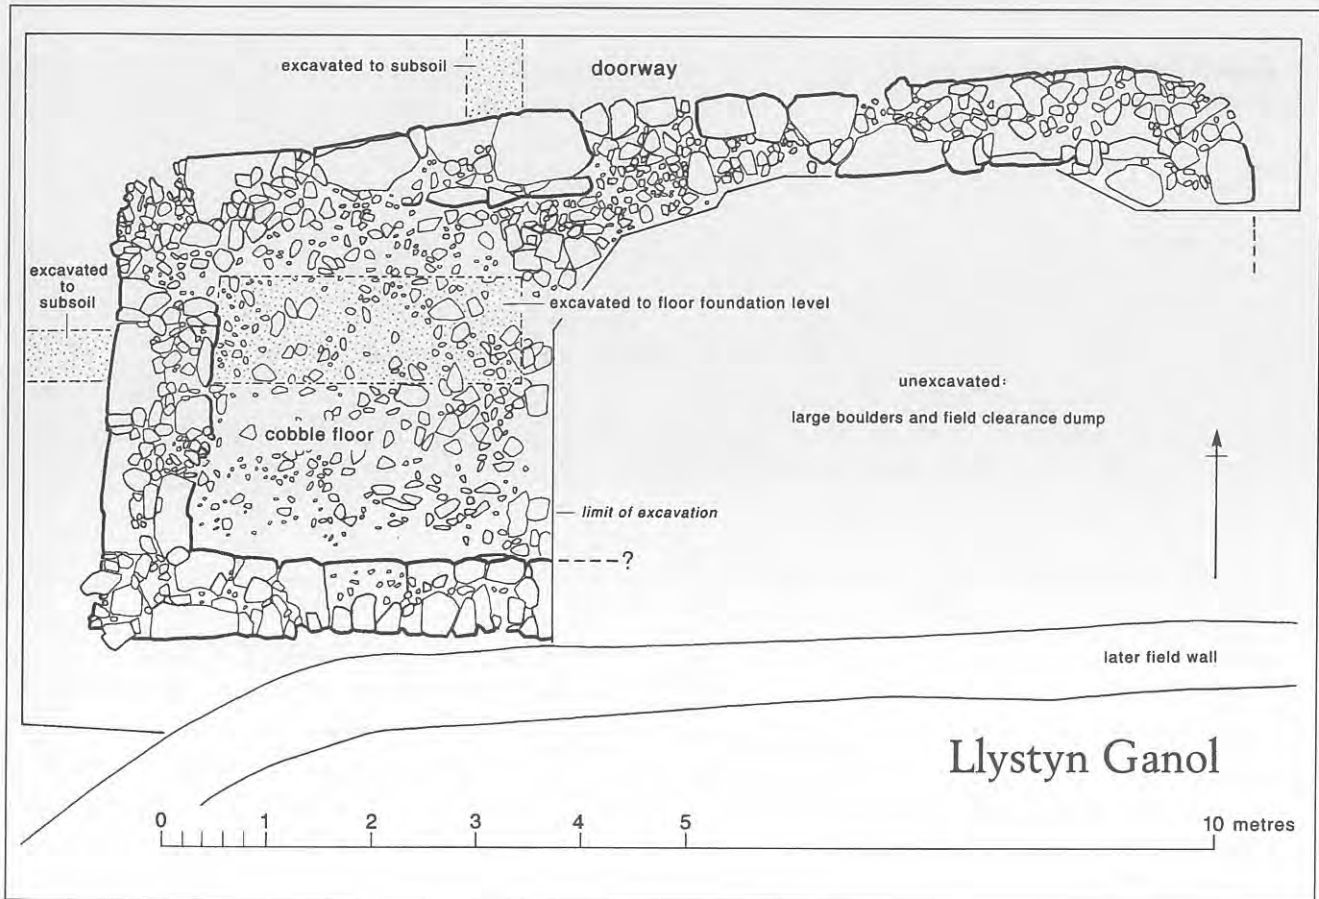 excavated to subsoil
doorway
excavated
to
subsoil
excavated to floor foundation level
unexcavated:
large boulders and field clearance dump
cobble floor
limit of excavation
?
later field wall
Llystyn Ganol
0 1 2 3 4 5 10 metres